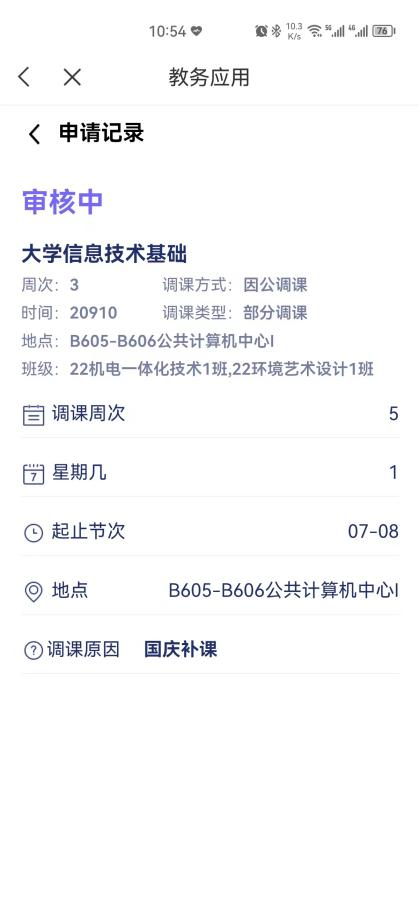 10:54 10.3 K/s 5G 4G 76
教务应用
申请记录
审核中
大学信息技术基础
周次: 3 调课方式: 因公调课
时间: 20910 调课类型: 部分调课
地点: B605-B606公共计算机中心I
班级: 22机电一体化技术1班,22环境艺术设计1班
调课周次 5
7 星期几 1
起止节次 07-08
地点 B605-B606公共计算机中心I
? 调课原因 国庆补课